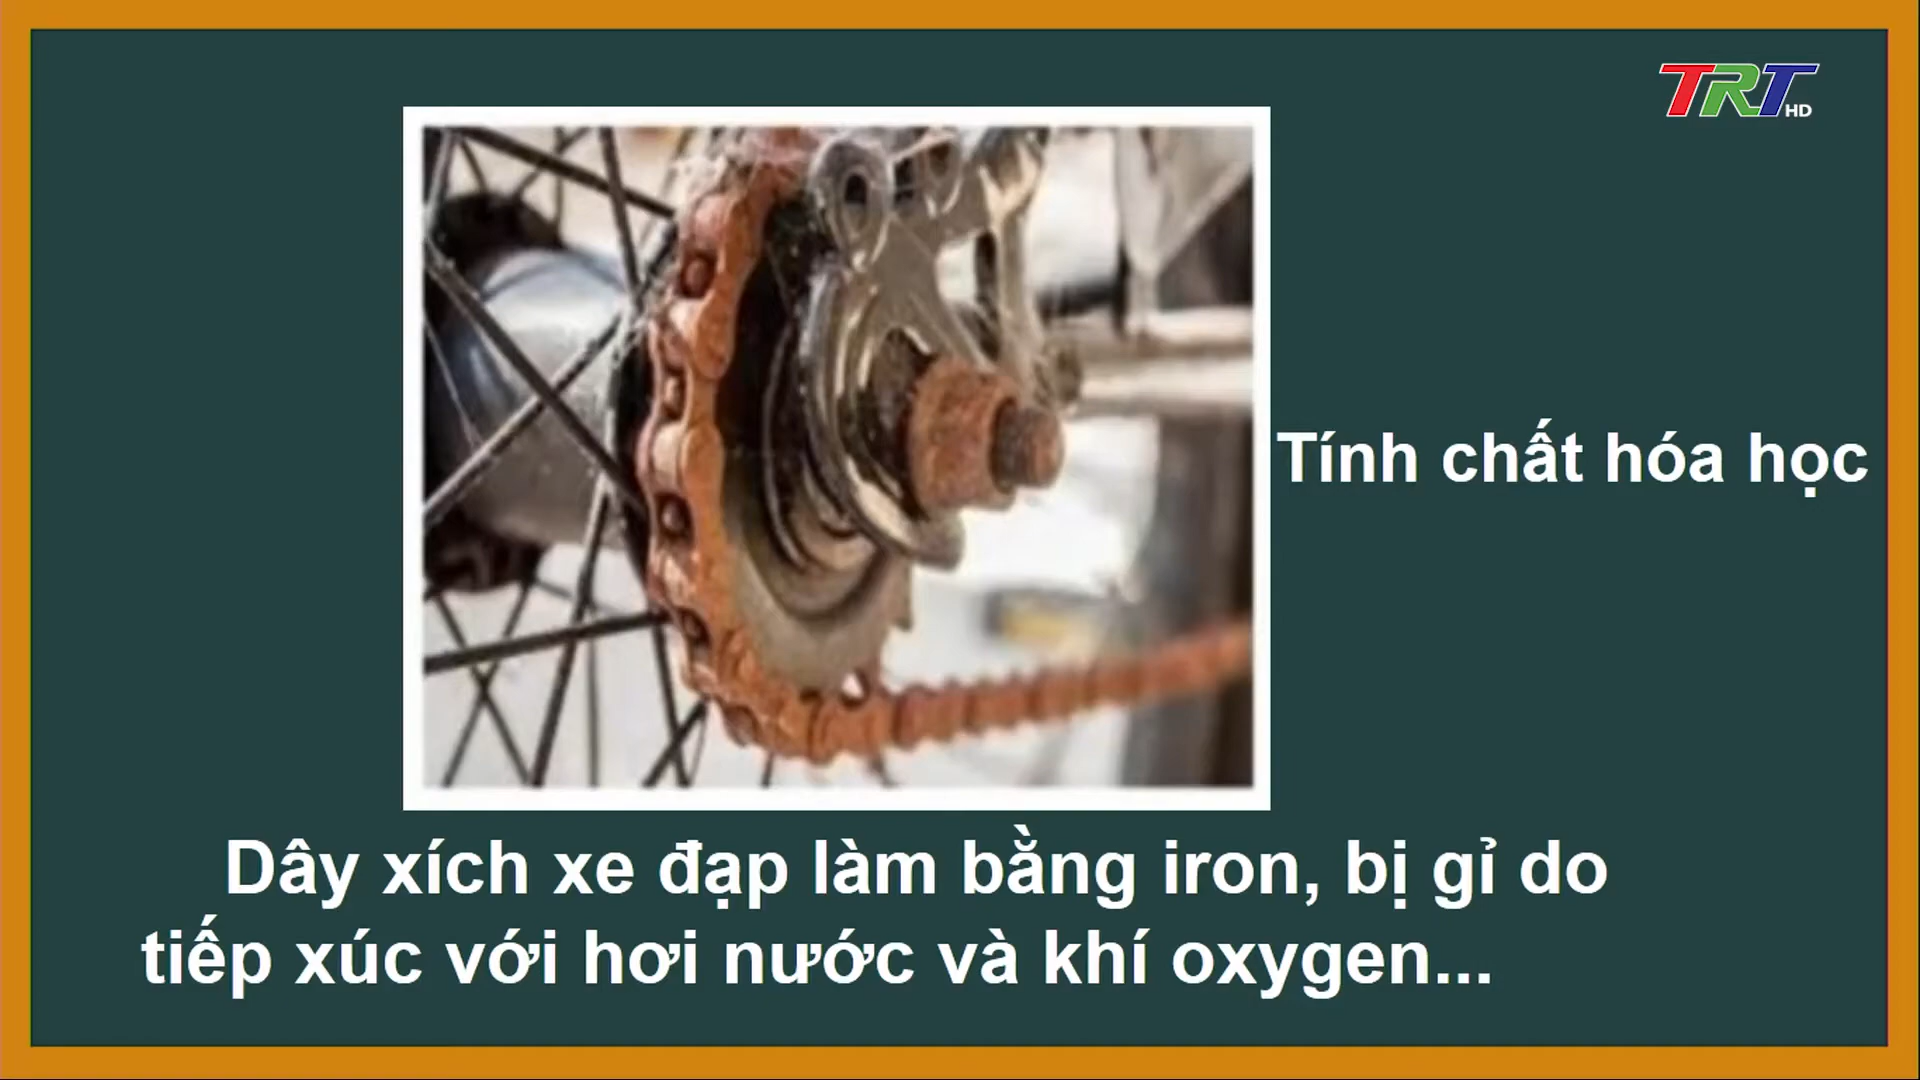 TRT HD
Tính chất hóa học
Dây xích xe đạp làm bằng iron, bị gỉ do
tiếp xúc với hơi nước và khí oxygen...